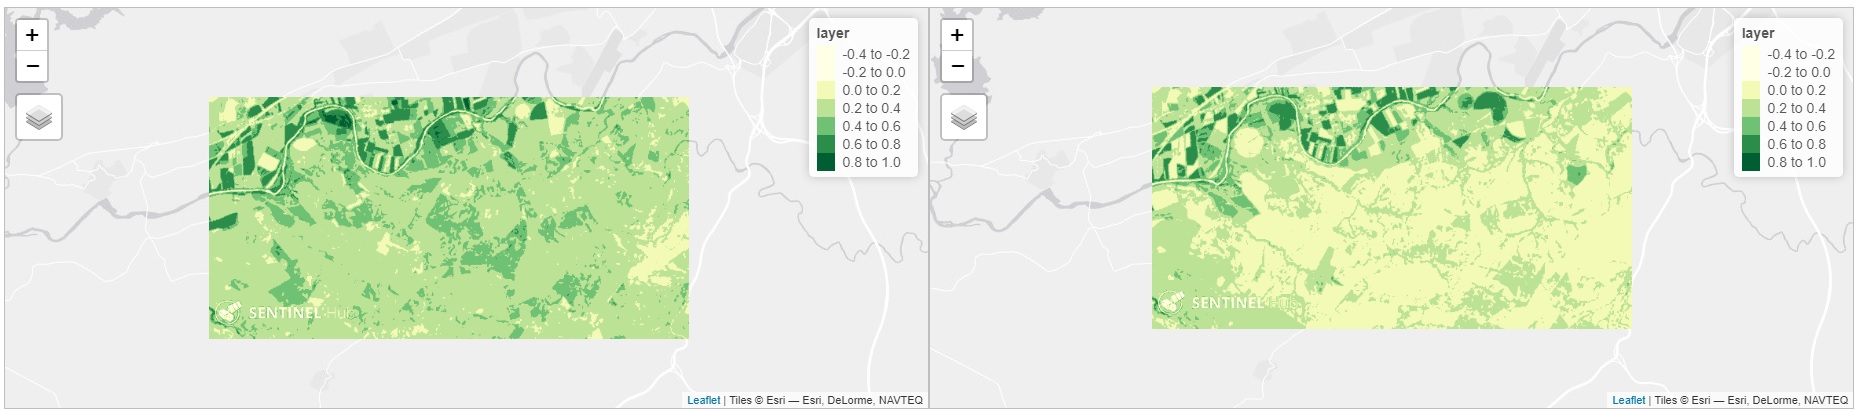 +
−
layer
-0.4 to -0.2
-0.2 to 0.0
0.0 to 0.2
0.2 to 0.4
0.4 to 0.6
0.6 to 0.8
0.8 to 1.0
SENTINEL Hub
Leaflet | Tiles © Esri — Esri, DeLorme, NAVTEQ
+
−
layer
-0.4 to -0.2
-0.2 to 0.0
0.0 to 0.2
0.2 to 0.4
0.4 to 0.6
0.6 to 0.8
0.8 to 1.0
SENTINEL Hub
Leaflet | Tiles © Esri — Esri, DeLorme, NAVTEQ